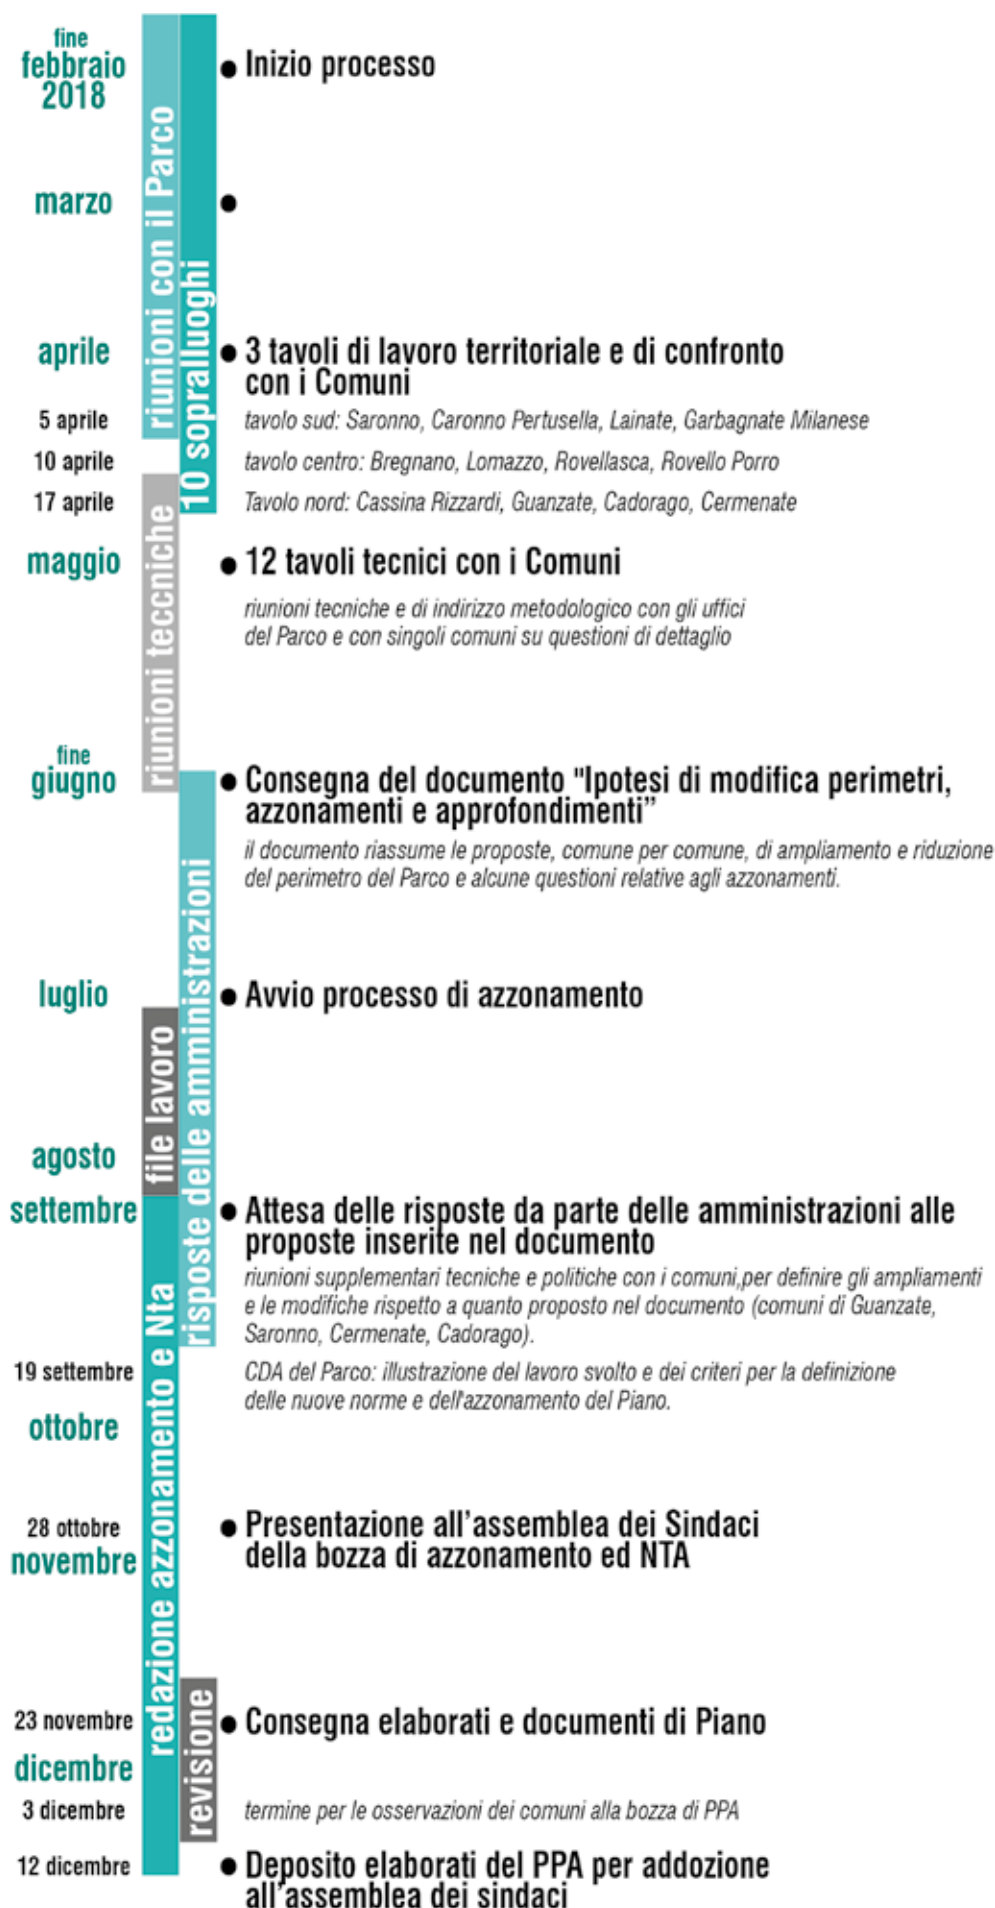 fine
febbraio
2018
Inizio processo
riunioni con il Parco
10 sopralluoghi
marzo
aprile
3 tavoli di lavoro territoriale e di confronto
con i Comuni
5 aprile
tavolo sud: Saronno, Caronno Pertusella, Lainate, Garbagnate Milanese
10 aprile
tavolo centro: Bregnano, Lomazzo, Rovellasca, Rovello Porro
17 aprile
Tavolo nord: Cassina Rizzardi, Guanzate, Cadorago, Cermenate
riunioni tecniche
maggio
12 tavoli tecnici con i Comuni
riunioni tecniche e di indirizzo metodologico con gli uffici
del Parco e con singoli comuni su questioni di dettaglio
fine
giugno
Consegna del documento "Ipotesi di modifica perimetri,
azzonamenti e approfondimenti”
il documento riassume le proposte, comune per comune, di ampliamento e riduzione
del perimetro del Parco e alcune questioni relative agli azzonamenti.
risposte delle amministrazioni
luglio
Avvio processo di azzonamento
file lavoro
agosto
settembre
Attesa delle risposte da parte delle amministrazioni alle
proposte inserite nel documento
riunioni supplementari tecniche e politiche con i comuni,per definire gli ampliamenti
e le modifiche rispetto a quanto proposto nel documento (comuni di Guanzate,
Saronno, Cermenate, Cadorago).
redazione azzonamento e Nta
19 settembre
CDA del Parco: illustrazione del lavoro svolto e dei criteri per la definizione
delle nuove norme e dell'azzonamento del Piano.
ottobre
28 ottobre
Presentazione all’assemblea dei Sindaci
della bozza di azzonamento ed NTA
novembre
revisione
23 novembre
Consegna elaborati e documenti di Piano
dicembre
3 dicembre
termine per le osservazioni dei comuni alla bozza di PPA
12 dicembre
Deposito elaborati del PPA per addozione
all’assemblea dei sindaci